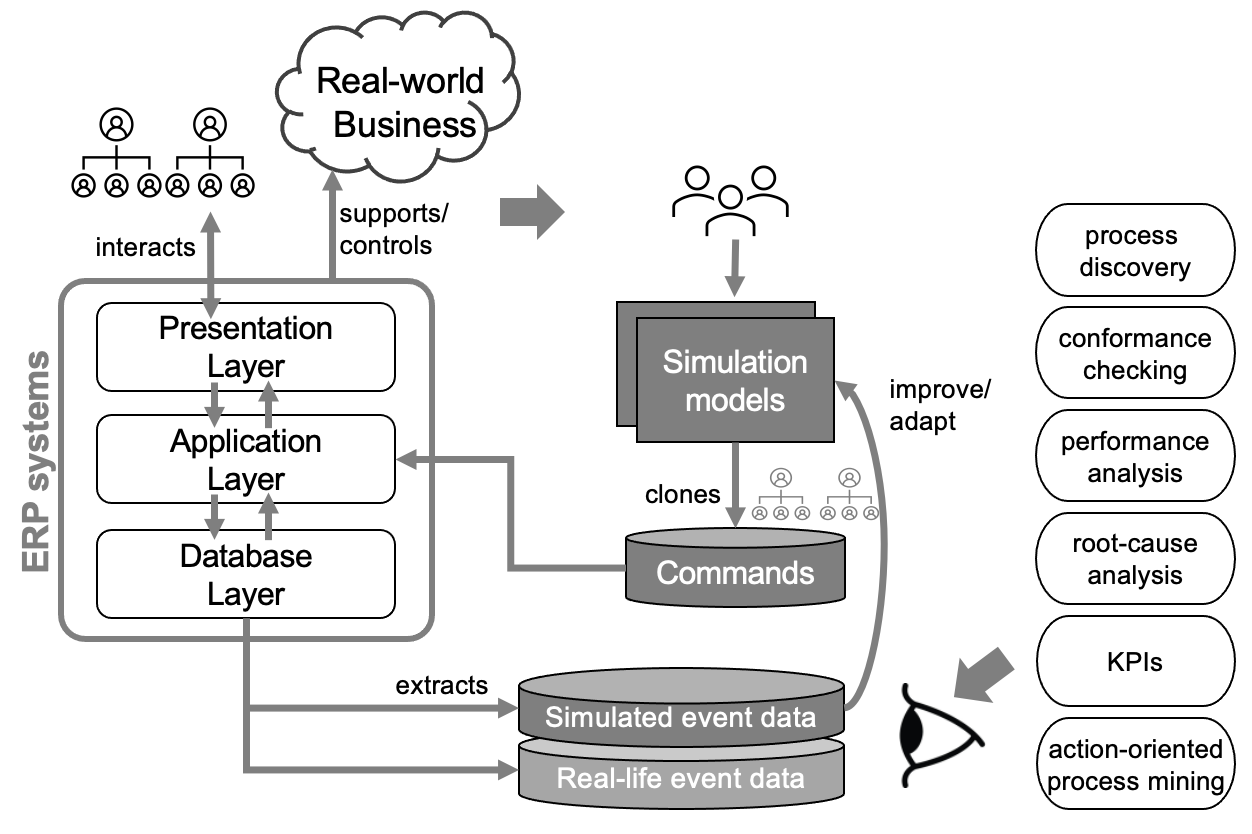 Real-world
Business
interacts
supports/
controls
ERP systems
Presentation
Layer
Application
Layer
Database
Layer
extracts
Simulation
models
clones
Commands
improve/
adapt
Simulated event data
Real-life event data
process
discovery
conformance
checking
performance
analysis
root-cause
analysis
KPIs
action-oriented
process mining